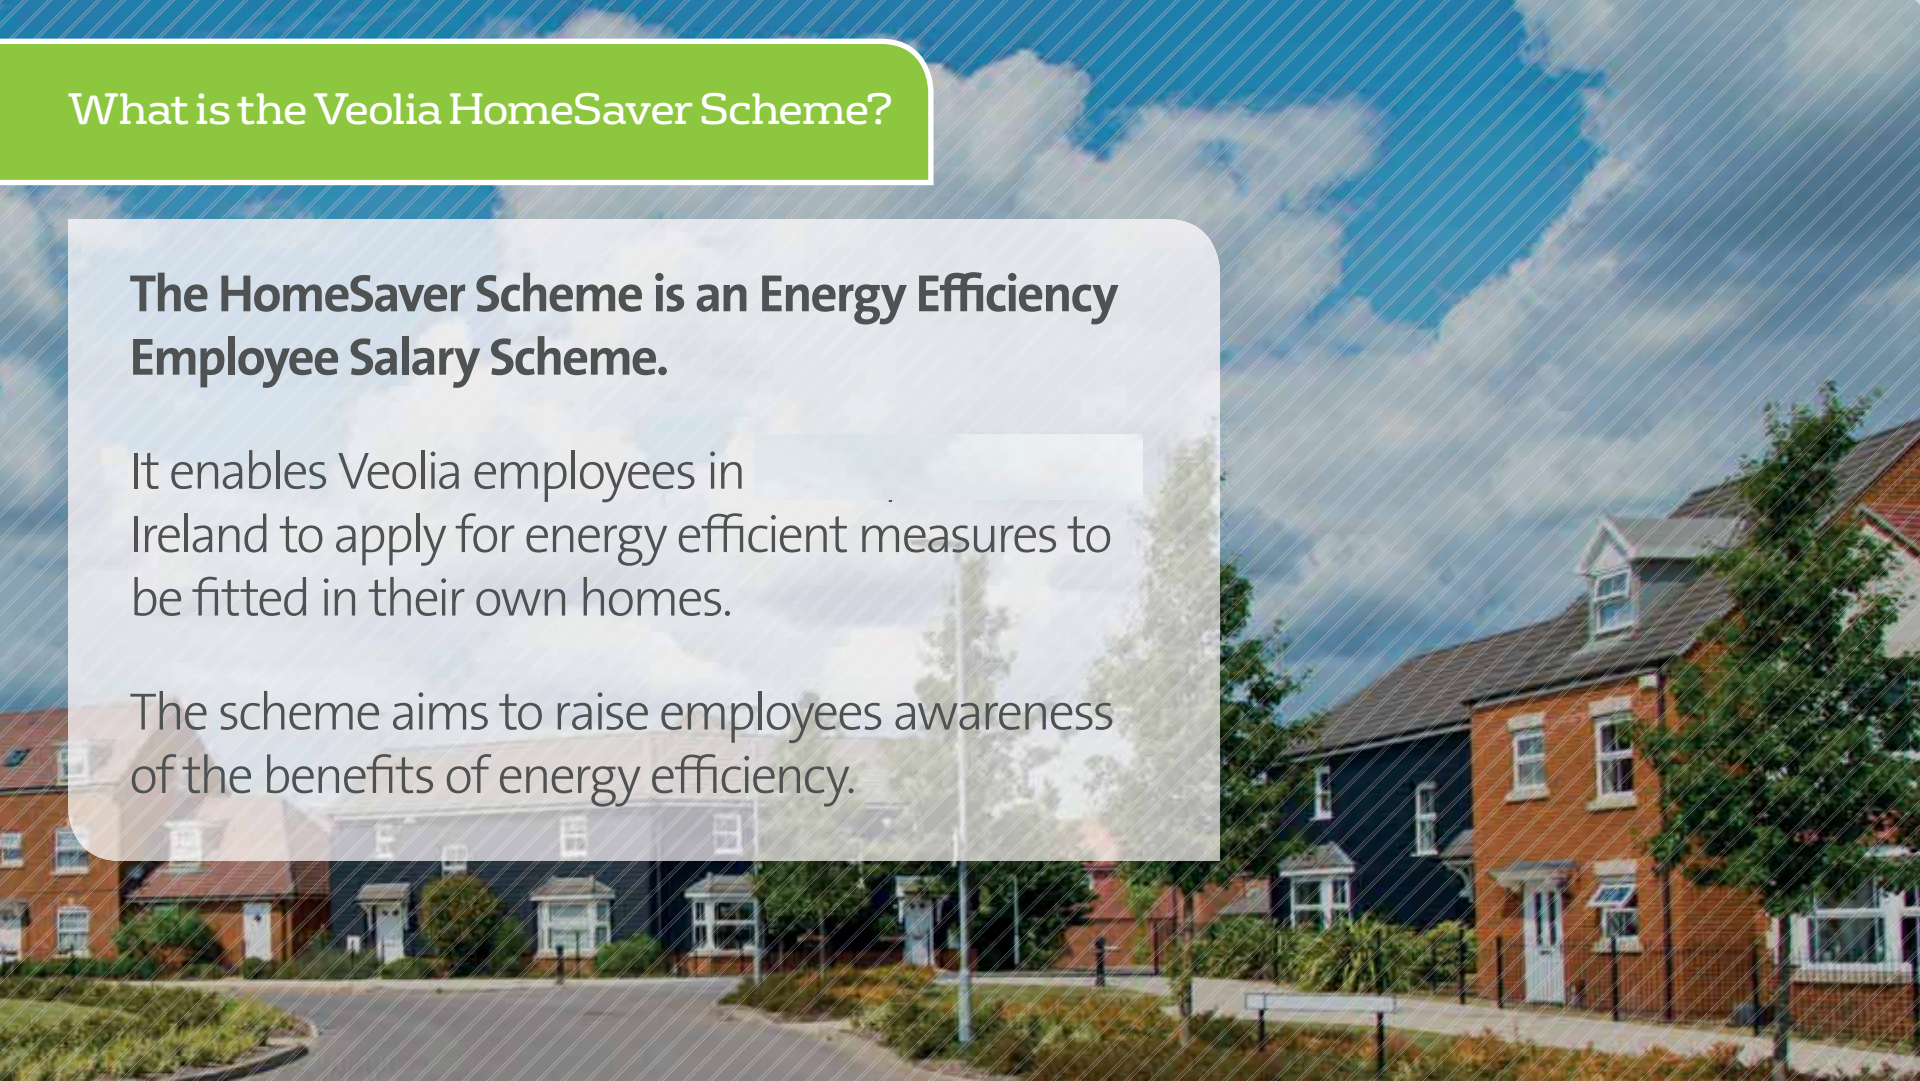 What is the Veolia HomeSaver Scheme?
The HomeSaver Scheme is an Energy Efficiency
Employee Salary Scheme.
It enables Veolia employees in
Ireland to apply for energy efficient measures to
be fitted in their own homes.
The scheme aims to raise employees awareness
of the benefits of energy efficiency.